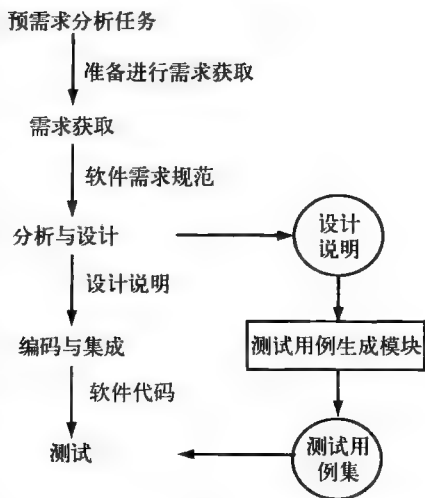 预需求分析任务
准备进行需求获取
需求获取
软件需求规范
分析与设计
设计
说明
设计说明
编码与集成
测试用例生成模块
软件代码
测试
测试用
例集